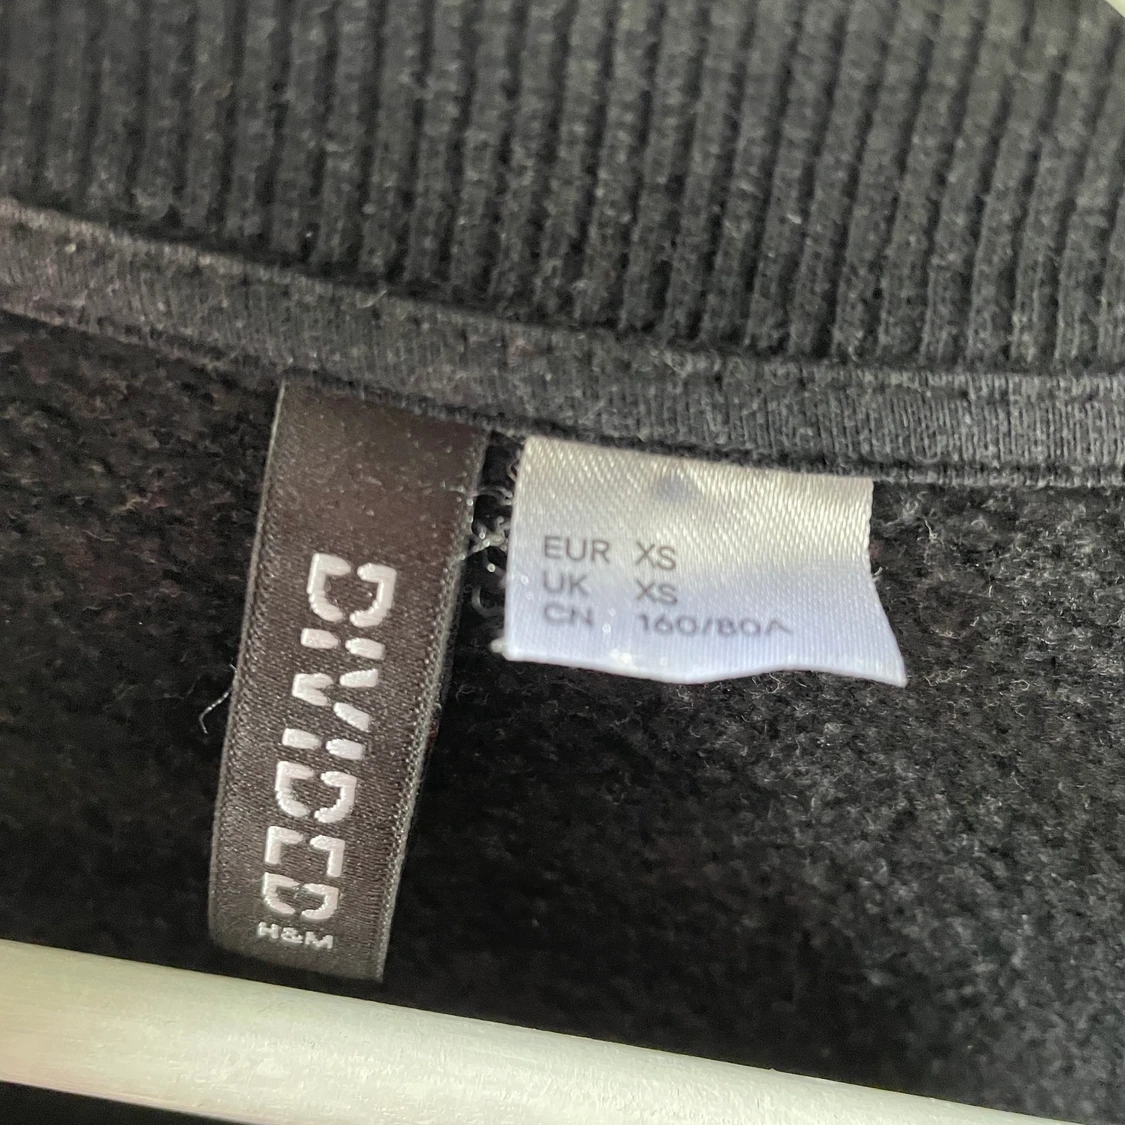 DIVIDED
H&M
EUR XS
UK XS
CN 160/80A